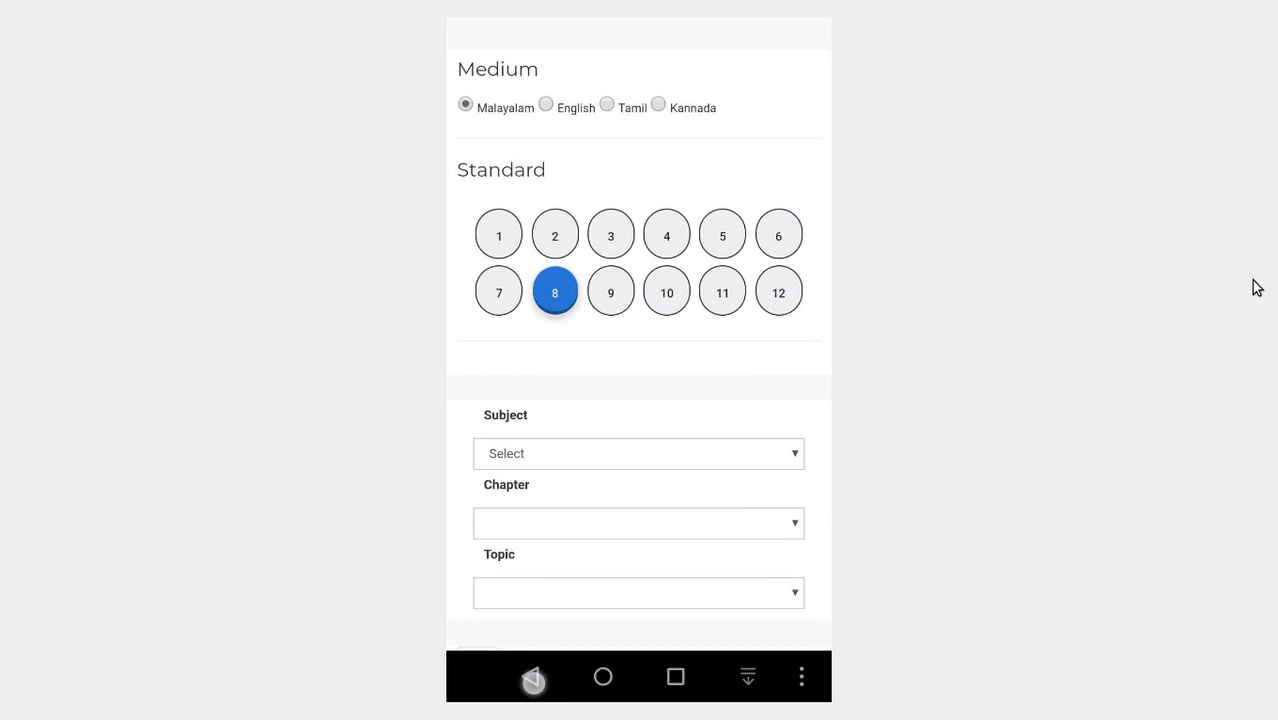 Medium
Malayalam English Tamil Kannada
Standard
1 2 3 4 5 6
7 8 9 10 11 12
Subject
Select
Chapter
Topic